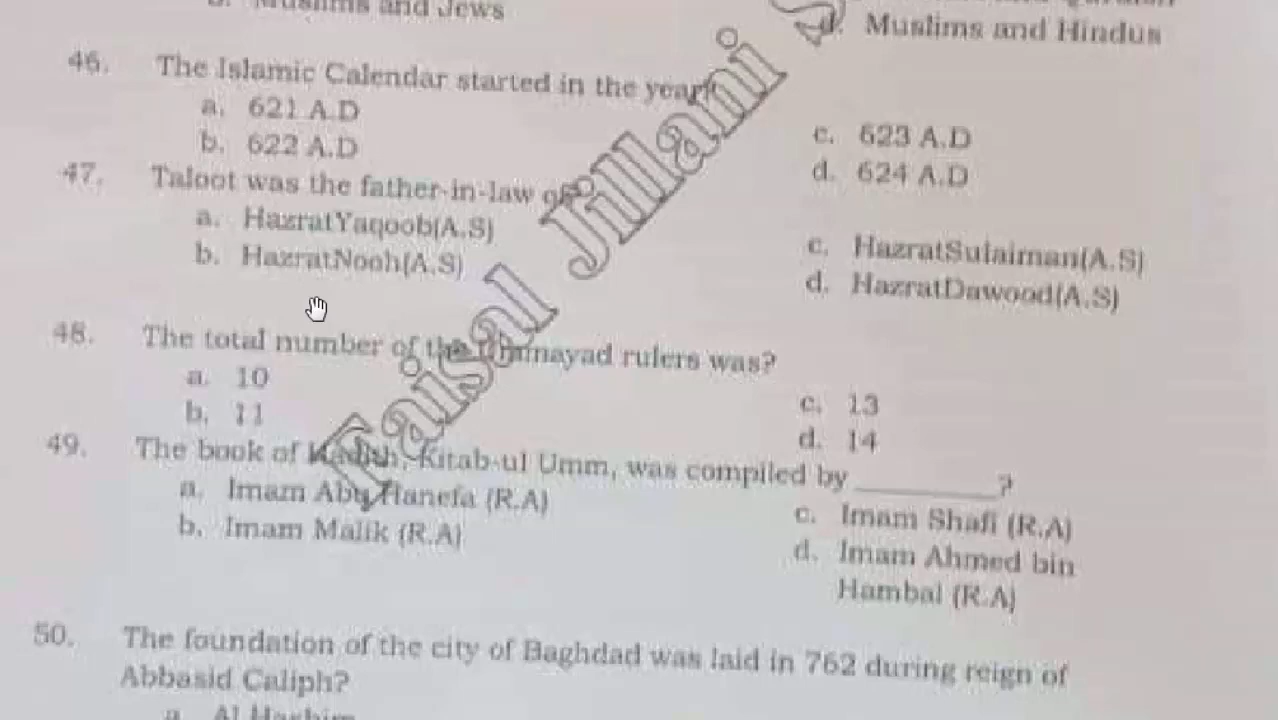 Muslims and Jews
d. Muslims and Hindus
46. The Islamic Calendar started in the year?
a. 621 A.D
b. 622 A.D
c. 623 A.D
d. 624 A.D
47. Taloot was the father-in-law of?
a. HazratYaqoob(A.S)
b. HazratNooh(A.S)
c. HazratSulaiman(A.S)
d. HazratDawood(A.S)
48. The total number of the Ummayad rulers was?
a. 10
b. 11
c. 13
d. 14
49. The book of Hadith, Kitab-ul Umm, was compiled by ________?
a. Imam Abu Hanefa (R.A)
b. Imam Malik (R.A)
c. Imam Shafi (R.A)
d. Imam Ahmed bin
Hambal (R.A)
50. The foundation of the city of Baghdad was laid in 762 during reign of
Abbasid Caliph?
a. Al Hashim
Faisal Jillani